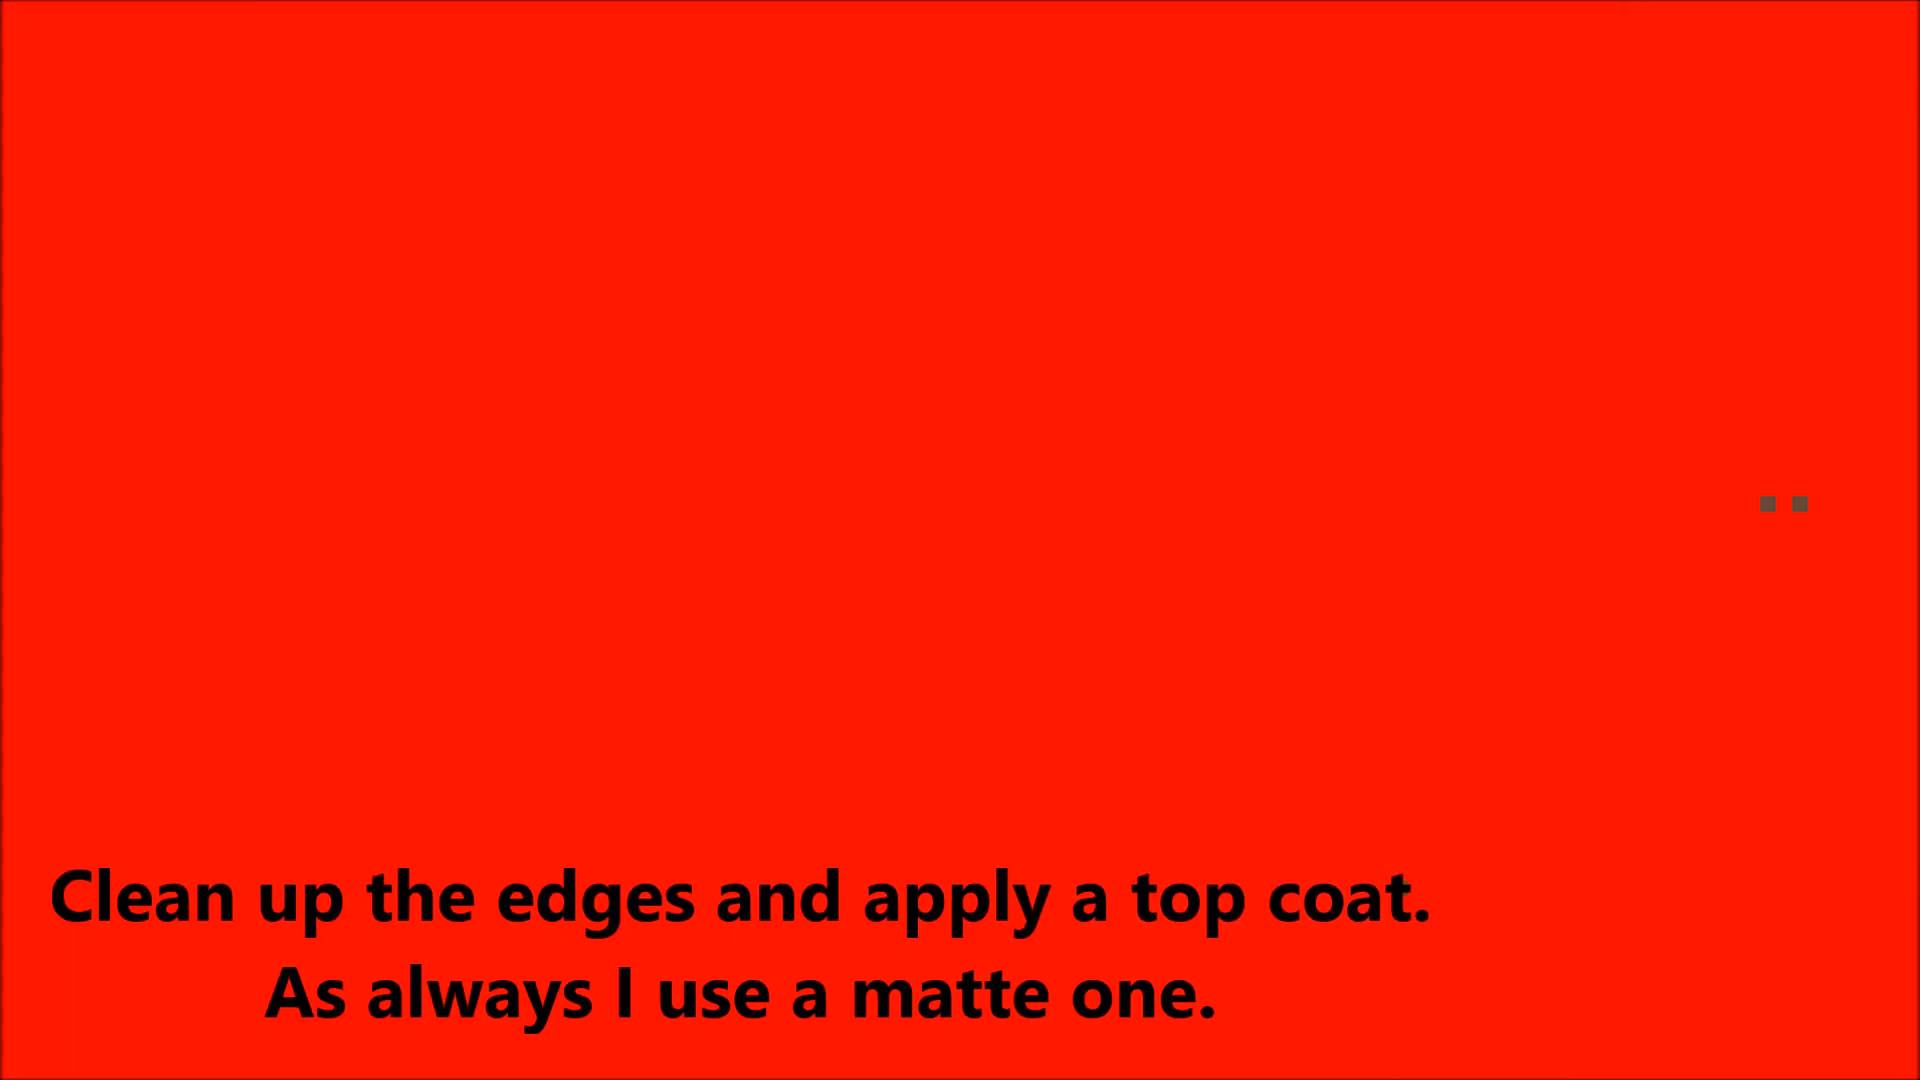 Clean up the edges and apply a top coat.
As always I use a matte one.